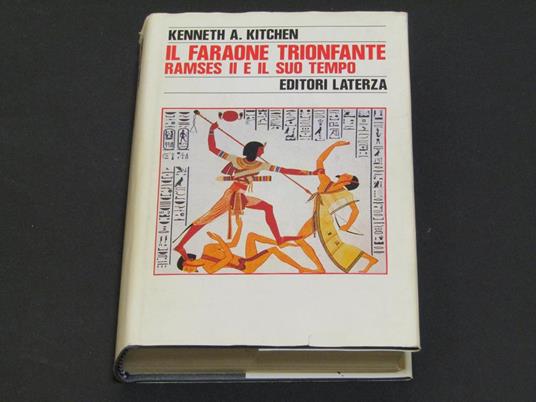 KENNETH A. KITCHEN
IL FARAONE TRIONFANTE
RAMSES II E IL SUO TEMPO
EDITORI LATERZA